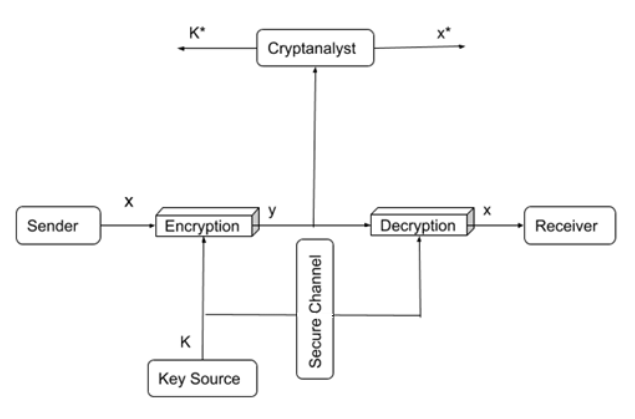 K*
Cryptanalyst
x*
Sender
x
Encryption
y
Decryption
x
Receiver
Secure Channel
K
Key Source